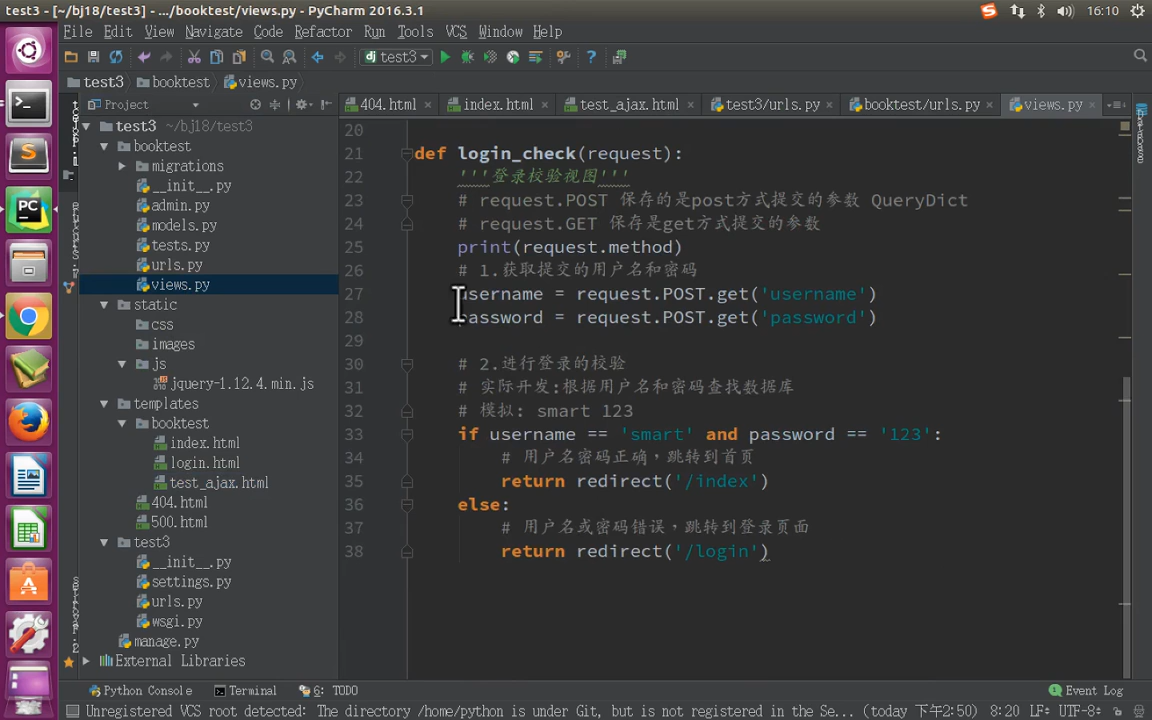 test3 - [~/bj18/test3] - .../booktest/views.py - PyCharm 2016.3.1
16:10
File Edit View Navigate Code Refactor Run Tools VCS Window Help
dj test3
test3 booktest views.py
Project
404.html index.html test_ajax.html test3/urls.py booktest/urls.py views.py
test3 ~/bj18/test3
booktest
migrations
__init__.py
admin.py
models.py
tests.py
urls.py
views.py
static
css
images
js
jquery-1.12.4.min.js
templates
booktest
index.html
login.html
test_ajax.html
404.html
500.html
test3
__init__.py
settings.py
urls.py
wsgi.py
manage.py
External Libraries
20
21 def login_check(request):
22 '''登录校验视图'''
23 # request.POST 保存的是post方式提交的参数 QueryDict
24 # request.GET 保存是get方式提交的参数
25 print(request.method)
26 # 1.获取提交的用户名和密码
27 username = request.POST.get('username')
28 password = request.POST.get('password')
29
30 # 2.进行登录的校验
31 # 实际开发:根据用户名和密码查找数据库
32 # 模拟: smart 123
33 if username == 'smart' and password == '123':
34 # 用户名密码正确，跳转到首页
35 return redirect('/index')
36 else:
37 # 用户名或密码错误，跳转到登录页面
38 return redirect('/login')
Python Console Terminal 6: TODO Event Log
Unregistered VCS root detected: The directory /home/python is under Git, but is not registered in the Se... (today 下午2:50) 8:20 LF÷ UTF-8÷